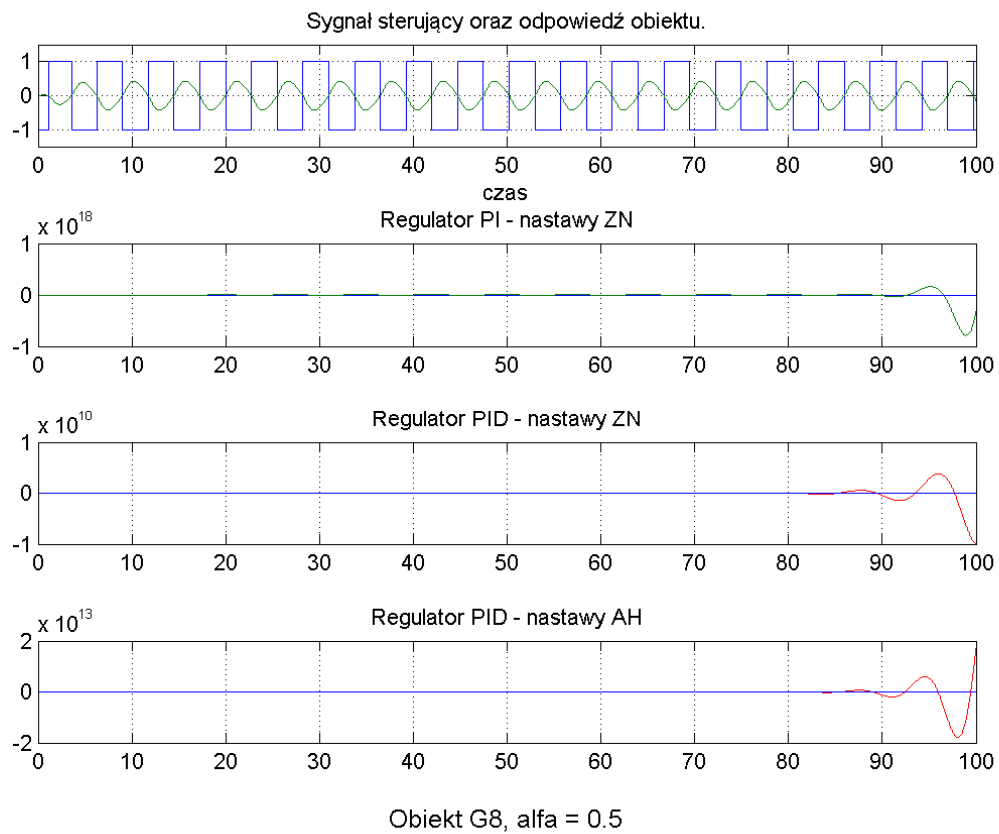 Sygnał sterujący oraz odpowiedź obiektu.
1
0
-1
0 10 20 30 40 50 60 70 80 90 100
czas
Regulator PI - nastawy ZN
x 10^18
1
0
-1
0 10 20 30 40 50 60 70 80 90 100
Regulator PID - nastawy ZN
x 10^10
1
0
-1
0 10 20 30 40 50 60 70 80 90 100
Regulator PID - nastawy AH
x 10^13
2
0
-2
0 10 20 30 40 50 60 70 80 90 100
Obiekt G8, alfa = 0.5